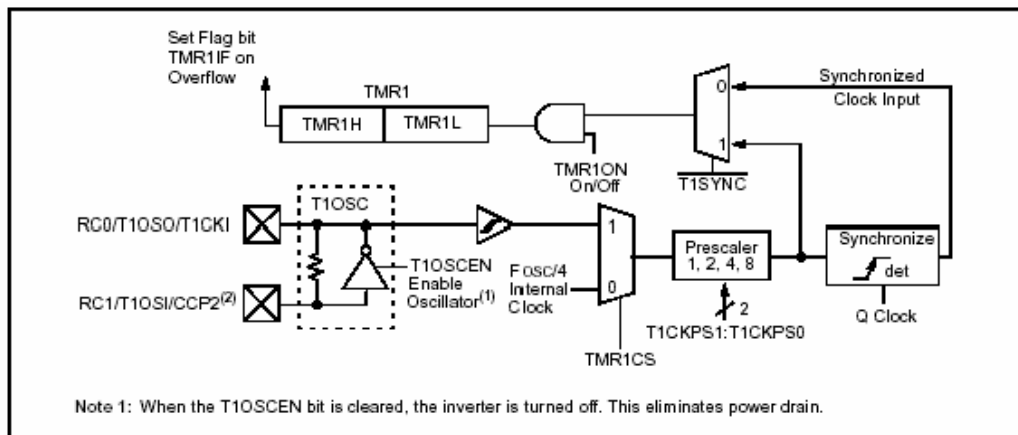 Set Flag bit
TMR1IF on
Overflow
TMR1
TMR1H
TMR1L
TMR1ON
On/Off
0
1
T1SYNC
Synchronized
Clock Input
RC0/T1OSO/T1CKI
RC1/T1OSI/CCP2(2)
T1OSC
T1OSCEN
Enable
Oscillator(1)
FOSC/4
Internal
Clock
1
0
TMR1CS
Prescaler
1, 2, 4, 8
2
T1CKPS1:T1CKPS0
Synchronize
det
Q Clock
Note 1: When the T1OSCEN bit is cleared, the inverter is turned off. This eliminates power drain.